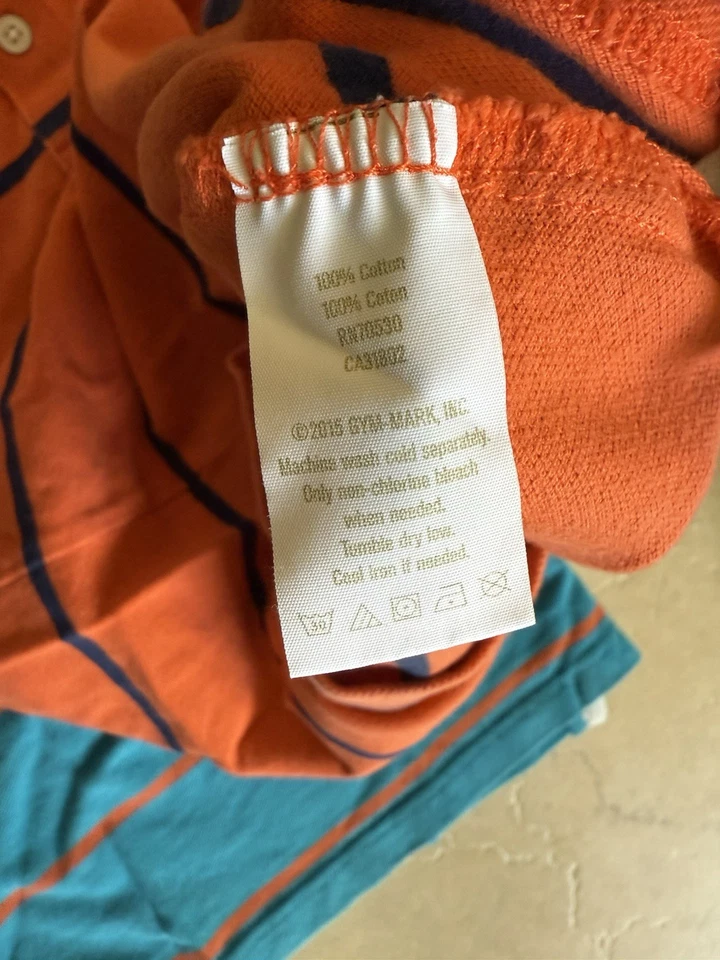 100% Cotton
100% Coton
RN70530
CA31802
©2015 GYM-MARK, INC.
Machine wash cold separately.
Only non-chlorine bleach
when needed.
Tumble dry low.
Cool Iron if needed.
30